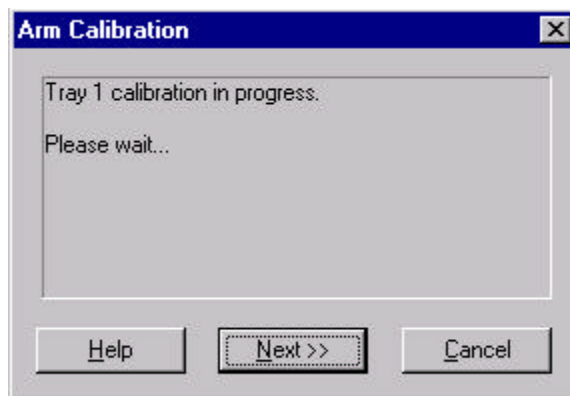 Arm Calibration
Tray 1 calibration in progress.
Please wait...
Help
Next >>
Cancel